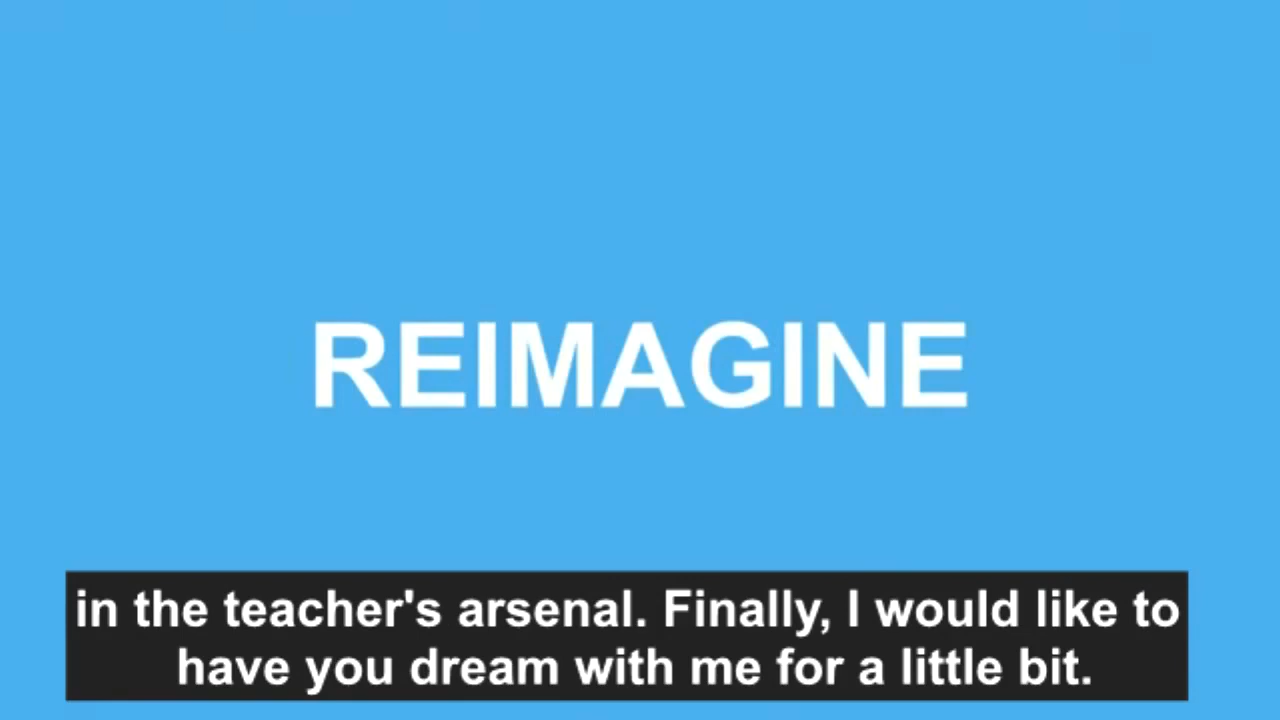 REIMAGINE
in the teacher's arsenal. Finally, I would like to
have you dream with me for a little bit.